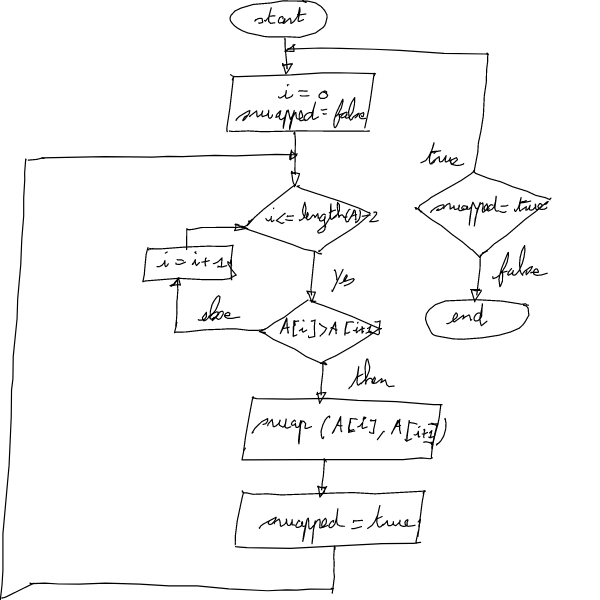 start
i = 0
swapped = false
i <= length(A)-2
true
swapped = true
i = i+1
Yes
false
else
A[i] > A[i+1]
end
then
swap (A[i], A[i+1])
swapped = true